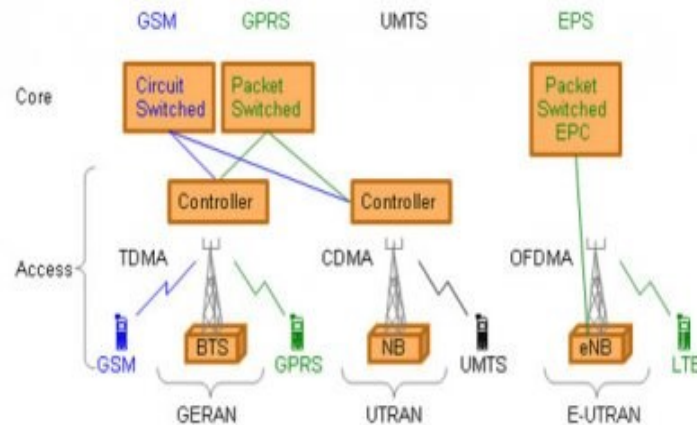 GSM GPRS UMTS EPS
Core
Circuit
Switched
Packet
Switched
Packet
Switched
EPC
Controller
Controller
Access
TDMA
CDMA
OFDMA
GSM
BTS
GPRS
NB
UMTS
eNB
LTE
GERAN
UTRAN
E-UTRAN